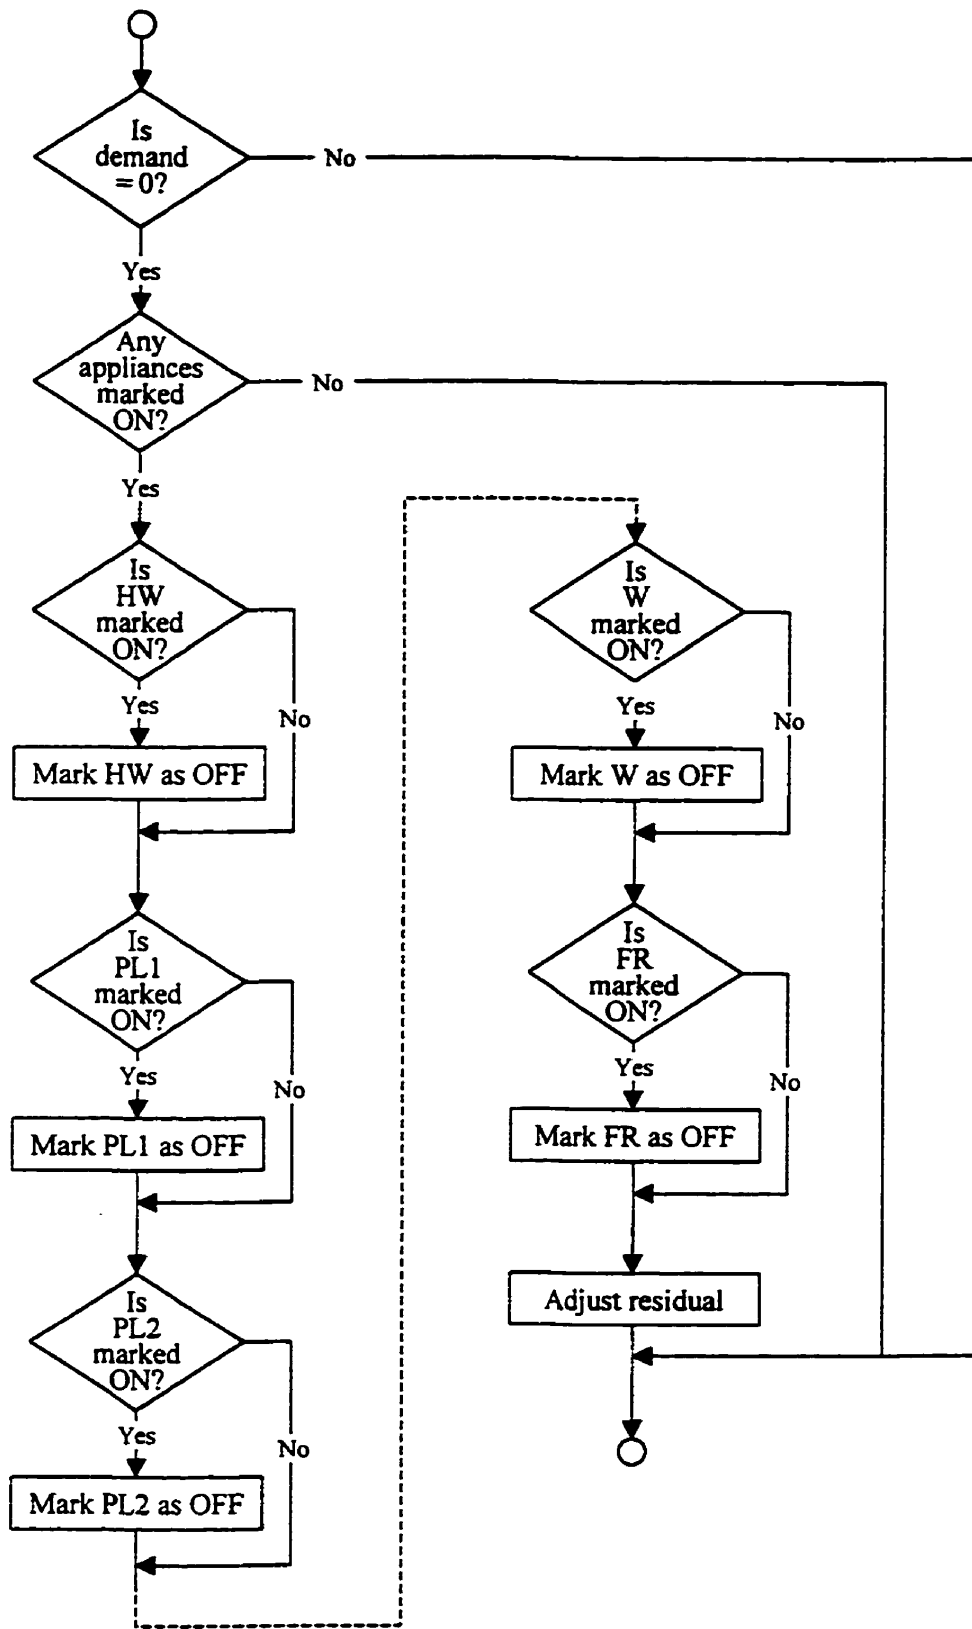 Is
demand
= 0?
No
Yes
Any
appliances
marked
ON?
No
Yes
Is
HW
marked
ON?
Yes
No
Mark HW as OFF
Is
PL1
marked
ON?
Yes
No
Mark PL1 as OFF
Is
PL2
marked
ON?
Yes
No
Mark PL2 as OFF
Is
W
marked
ON?
Yes
No
Mark W as OFF
Is
FR
marked
ON?
Yes
No
Mark FR as OFF
Adjust residual